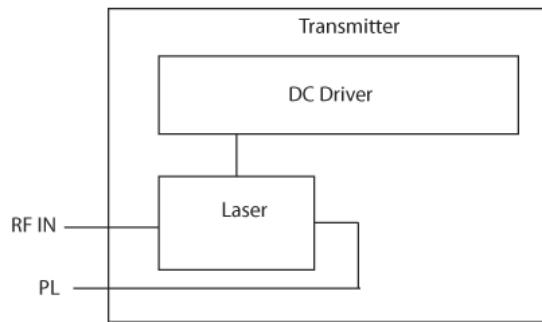 Transmitter
DC Driver
Laser
RF IN
PL